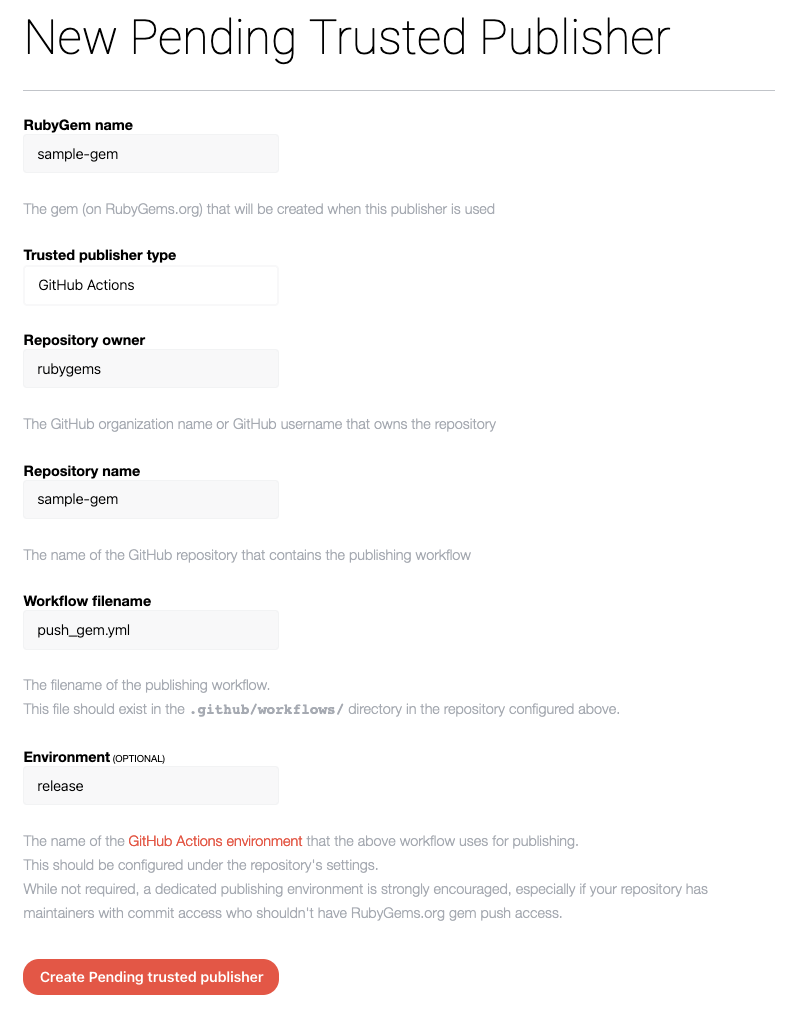 New Pending Trusted Publisher
RubyGem name
sample-gem
The gem (on RubyGems.org) that will be created when this publisher is used
Trusted publisher type
GitHub Actions
Repository owner
rubygems
The GitHub organization name or GitHub username that owns the repository
Repository name
sample-gem
The name of the GitHub repository that contains the publishing workflow
Workflow filename
push_gem.yml
The filename of the publishing workflow.
This file should exist in the .github/workflows/ directory in the repository configured above.
Environment (OPTIONAL)
release
The name of the GitHub Actions environment that the above workflow uses for publishing.
This should be configured under the repository's settings.
While not required, a dedicated publishing environment is strongly encouraged, especially if your repository has
maintainers with commit access who shouldn't have RubyGems.org gem push access.
Create Pending trusted publisher